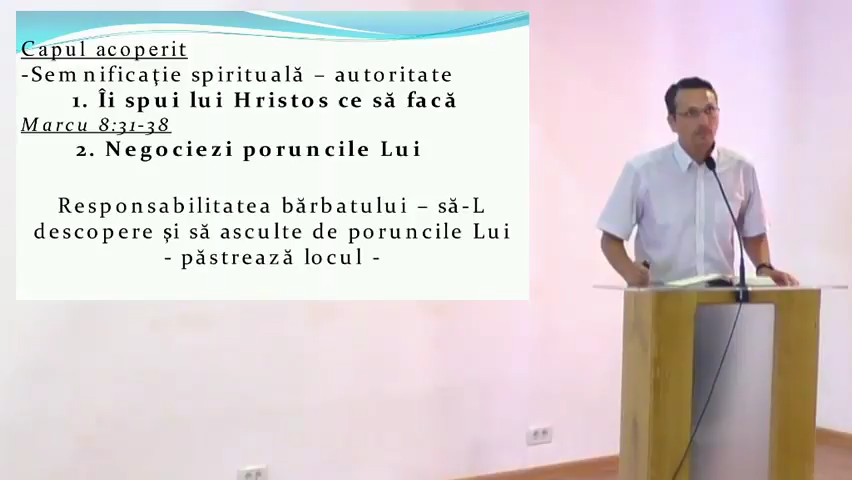 Capul acoperit
-Semnificaţie spirituală – autoritate
1. Îi spui lui Hristos ce să facă
Marcu 8:31-38
2. Negociezi poruncile Lui
Responsabilitatea bărbatului – să-L
descopere și să asculte de poruncile Lui
- păstrează locul -